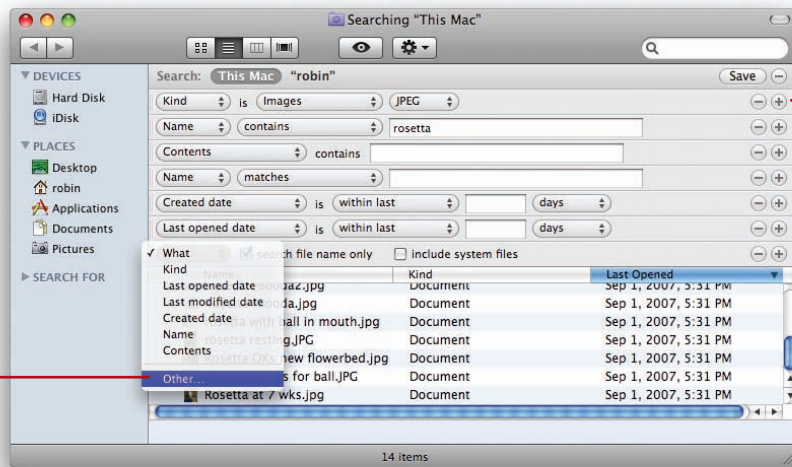 Searching "This Mac"
DEVICES
Hard Disk
iDisk
PLACES
Desktop
robin
Applications
Documents
Pictures
SEARCH FOR
Search: This Mac "robin" Save
Kind is Images JPEG
Name contains rosetta
Contents contains
Name matches
Created date is within last days
Last opened date is within last days
search file name only include system files
What
Kind
Last opened date
Last modified date
Created date
Name
Contents
Other...
Name Kind Last Opened
Document Sep 1, 2007, 5:31 PM
Document Sep 1, 2007, 5:31 PM
with ball in mouth.jpg Document Sep 1, 2007, 5:31 PM
rosetta resting.JPG Document Sep 1, 2007, 5:31 PM
Rosetta OKs new flowerbed.jpg Document Sep 1, 2007, 5:31 PM
s for ball.JPG Document Sep 1, 2007, 5:31 PM
Rosetta at 7 wks.jpg Document Sep 1, 2007, 5:31 PM
14 items